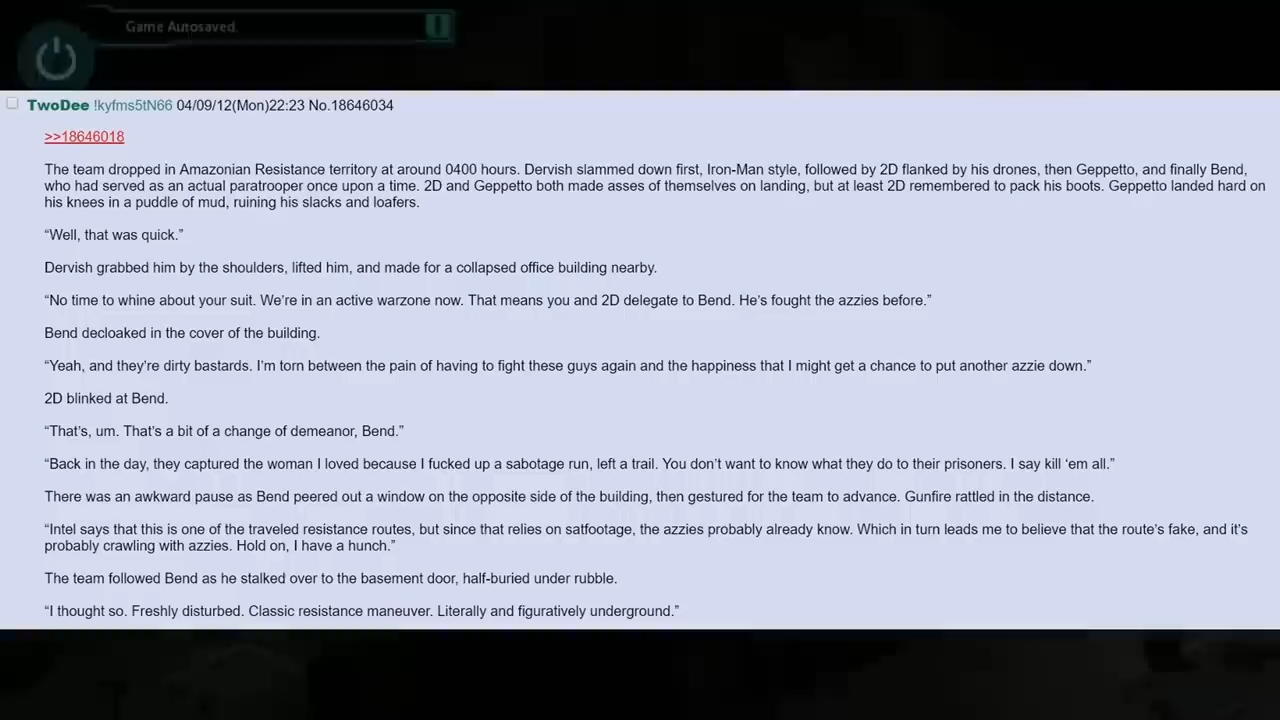 Game Autosaved.
TwoDee !kyfms5tN66 04/09/12(Mon)22:23 No.18646034
>>18646018
The team dropped in Amazonian Resistance territory at around 0400 hours. Dervish slammed down first, Iron-Man style, followed by 2D flanked by his drones, then Geppetto, and finally Bend,
who had served as an actual paratrooper once upon a time. 2D and Geppetto both made asses of themselves on landing, but at least 2D remembered to pack his boots. Geppetto landed hard on
his knees in a puddle of mud, ruining his slacks and loafers.
“Well, that was quick.”
Dervish grabbed him by the shoulders, lifted him, and made for a collapsed office building nearby.
“No time to whine about your suit. We’re in an active warzone now. That means you and 2D delegate to Bend. He’s fought the azzies before.”
Bend decloaked in the cover of the building.
“Yeah, and they’re dirty bastards. I’m torn between the pain of having to fight these guys again and the happiness that I might get a chance to put another azzie down.”
2D blinked at Bend.
“That’s, um. That’s a bit of a change of demeanor, Bend.”
“Back in the day, they captured the woman I loved because I fucked up a sabotage run, left a trail. You don’t want to know what they do to their prisoners. I say kill ‘em all.”
There was an awkward pause as Bend peered out a window on the opposite side of the building, then gestured for the team to advance. Gunfire rattled in the distance.
“Intel says that this is one of the traveled resistance routes, but since that relies on satfootage, the azzies probably already know. Which in turn leads me to believe that the route’s fake, and it’s
probably crawling with azzies. Hold on, I have a hunch.”
The team followed Bend as he stalked over to the basement door, half-buried under rubble.
“I thought so. Freshly disturbed. Classic resistance maneuver. Literally and figuratively underground.”